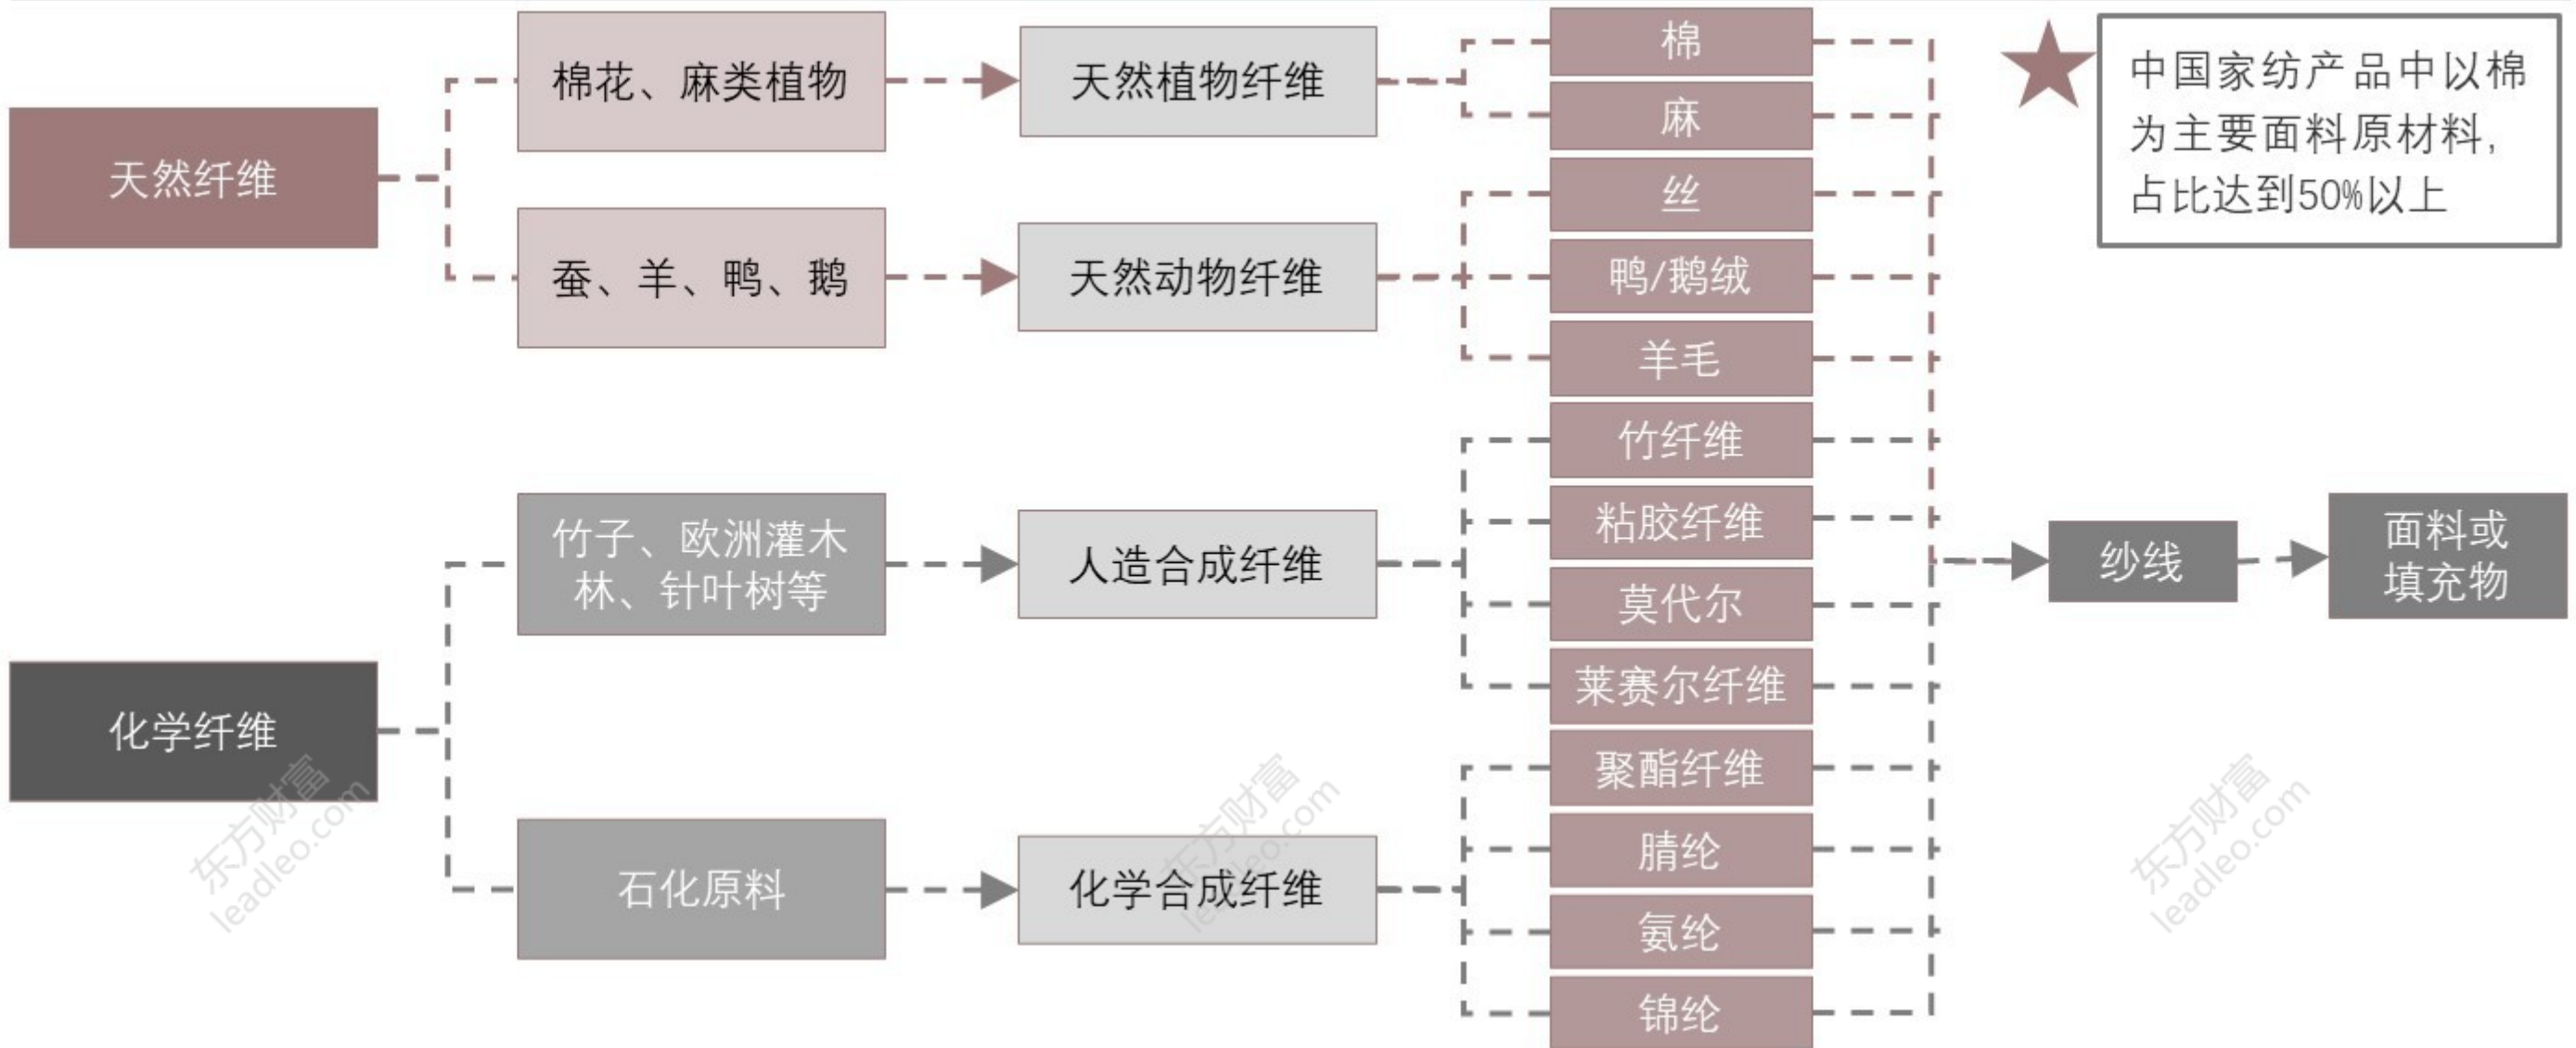 天然纤维
棉花、麻类植物
蚕、羊、鸭、鹅
天然植物纤维
天然动物纤维
棉
麻
丝
鸭/鹅绒
羊毛
中国家纺产品中以棉
为主要面料原材料,
占比达到50%以上
化学纤维
竹子、欧洲灌木
林、针叶树等
石化原料
人造合成纤维
化学合成纤维
竹纤维
粘胶纤维
莫代尔
莱赛尔纤维
聚酯纤维
腈纶
氨纶
锦纶
纱线
面料或
填充物
东方财富
leadleo.com
东方财富
leadleo.com
东方财富
leadleo.com